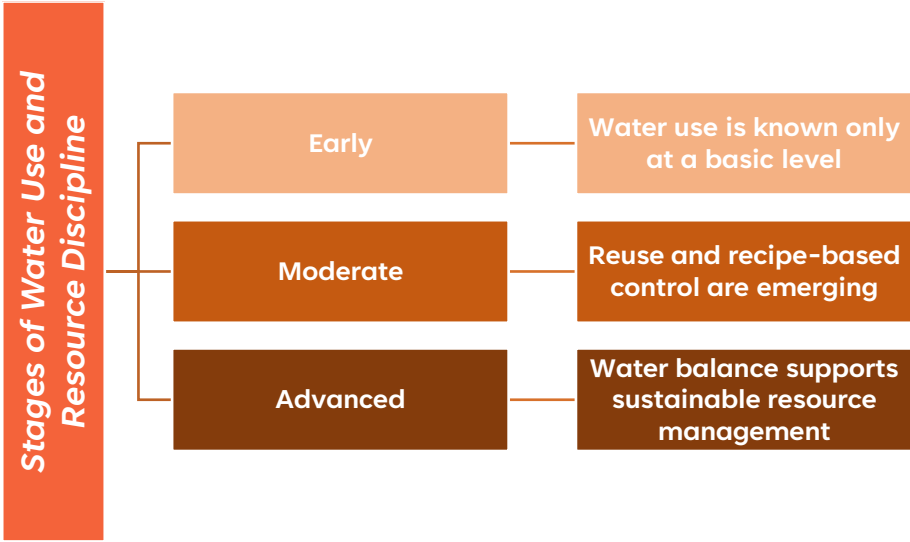 Stages of Water Use and
Resource Discipline
Early
Water use is known only
at a basic level
Moderate
Reuse and recipe-based
control are emerging
Advanced
Water balance supports
sustainable resource
management